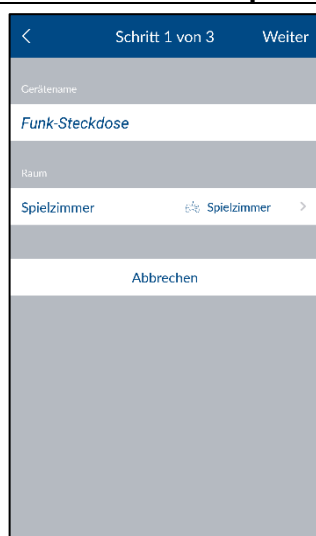 Schritt 1 von 3 Weiter
Gerätename
Funk-Steckdose
Raum
Spielzimmer Spielzimmer
Abbrechen